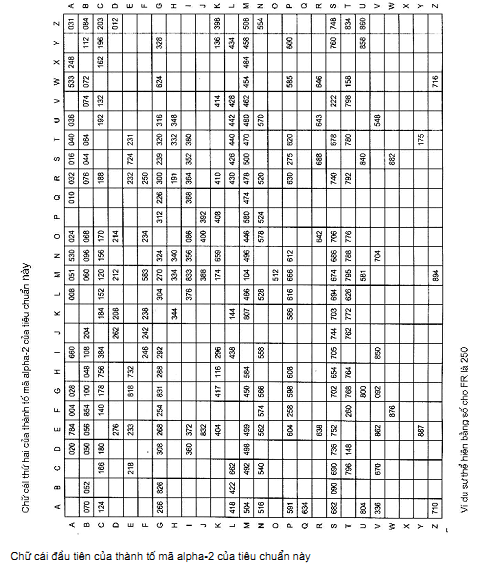 Chữ cái thứ hai của thành tố mã alpha-2 của tiêu chuẩn này
A B C D E F G H I J K L M N O P Q R S T U V W X Y Z
A 020 784 004 028 660 008 051 530 024 010 032 016 040 036 533 248 031 A
B 070 052 050 056 854 100 048 108 204 060 096 068 076 044 064 074 072 112 084 B
C 124 166 180 140 178 384 184 152 120 156 170 188 192 132 162 196 203 C
D 276 262 208 212 214 012 D
E 218 233 818 732 232 724 231 E
F 246 242 238 583 234 250 F
G 266 826 308 268 254 831 288 292 304 270 324 312 226 300 239 320 316 624 328 G
H 344 334 340 191 332 348 H
I 360 372 376 833 356 086 368 364 352 380 I
J 832 388 400 392 J
K 404 417 116 296 174 659 408 410 414 136 398 K
L 418 422 662 438 144 430 426 440 442 428 434 L
M 504 492 498 499 450 584 807 466 104 496 446 580 474 478 500 470 480 462 454 484 458 508 M
N 516 540 562 574 566 558 528 578 524 520 570 554 N
O 512 O
P 591 604 258 598 608 586 616 666 612 630 275 620 585 600 P
Q 634 Q
R 638 642 688 643 646 R
S 682 090 690 736 752 702 654 705 744 703 694 674 686 706 740 678 222 760 748 S
T 796 148 260 768 764 762 772 626 795 788 776 792 780 798 158 834 T
U 804 800 581 840 858 860 U
V 336 670 862 092 850 704 548 V
W 876 882 W
X X
Y 887 175 Y
Z 710 894 716 Z
Ví dụ sự thể hiện bằng số cho FR là 250
Chữ cái đầu tiên của thành tố mã alpha-2 của tiêu chuẩn này